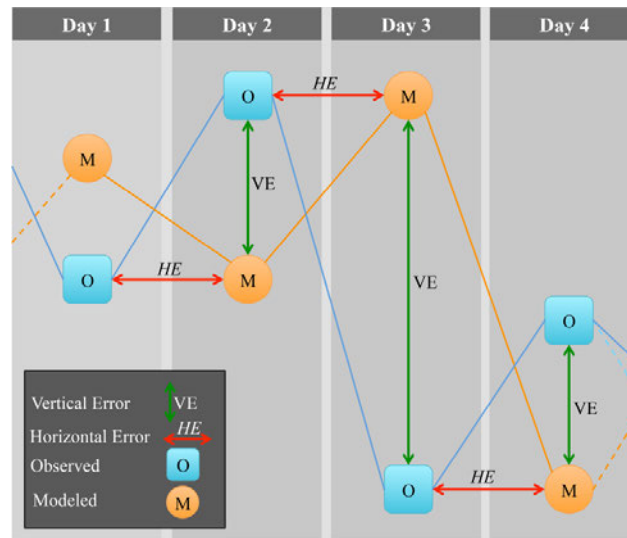 Day 1 Day 2 Day 3 Day 4
O HE M
M
VE
O HE M
VE
O
VE
Vertical Error VE
Horizontal Error HE
Observed O
Modeled M
O HE M